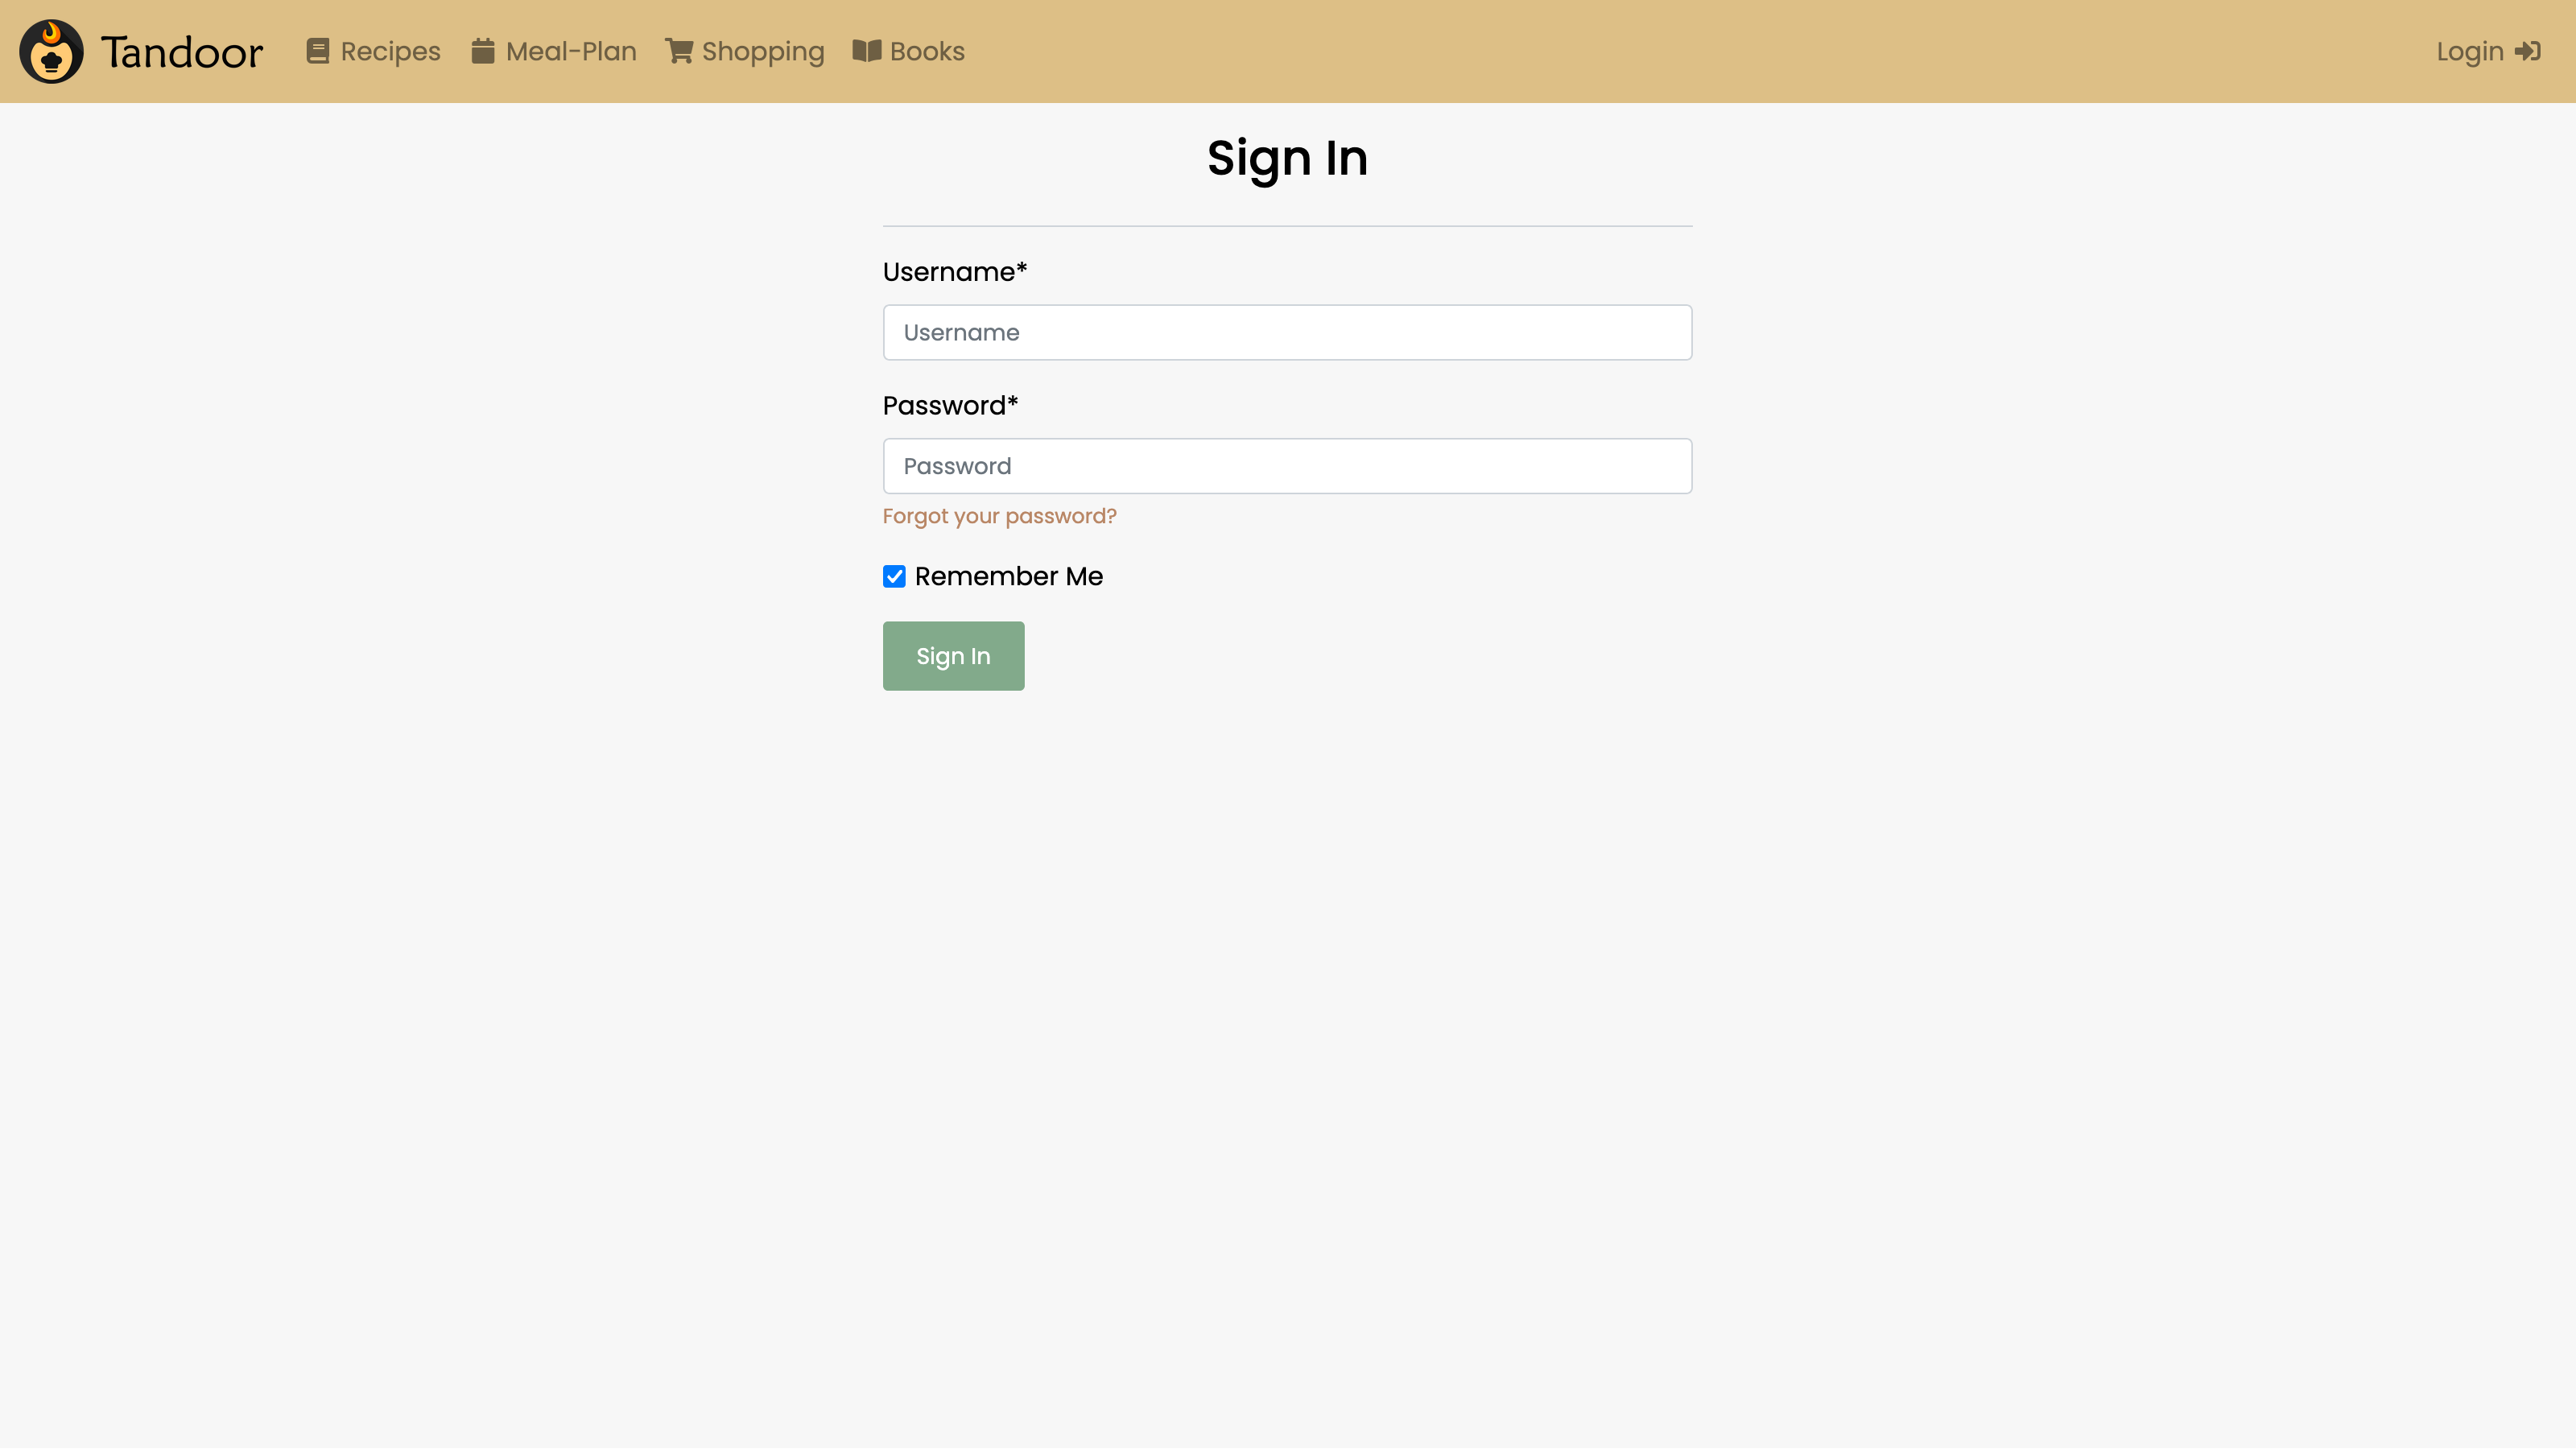 Tandoor Recipes Meal-Plan Shopping Books Login
Sign In
Username*
Username
Password*
Password
Forgot your password?
Remember Me
Sign In